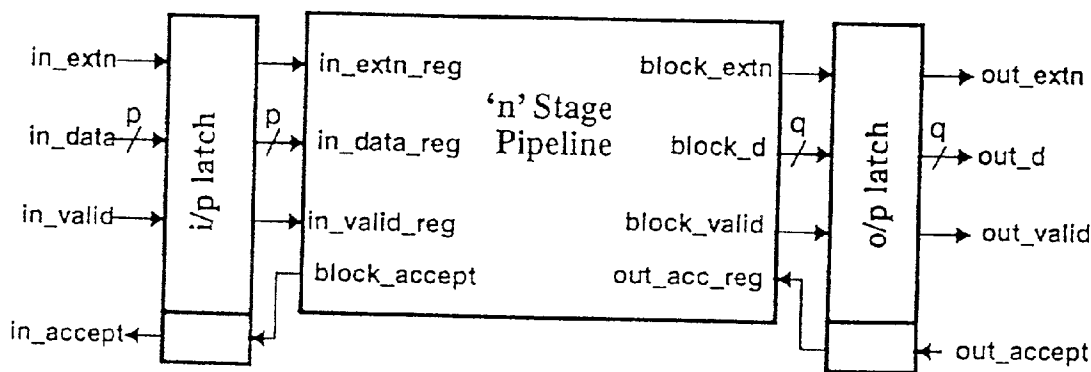 in_extn
in_data
in_valid
in_accept
p
i/p latch
p
in_extn_reg
in_data_reg
in_valid_reg
block_accept
'n' Stage
Pipeline
block_extn
block_d
block_valid
out_acc_reg
q
o/p latch
q
out_extn
out_d
out_valid
out_accept